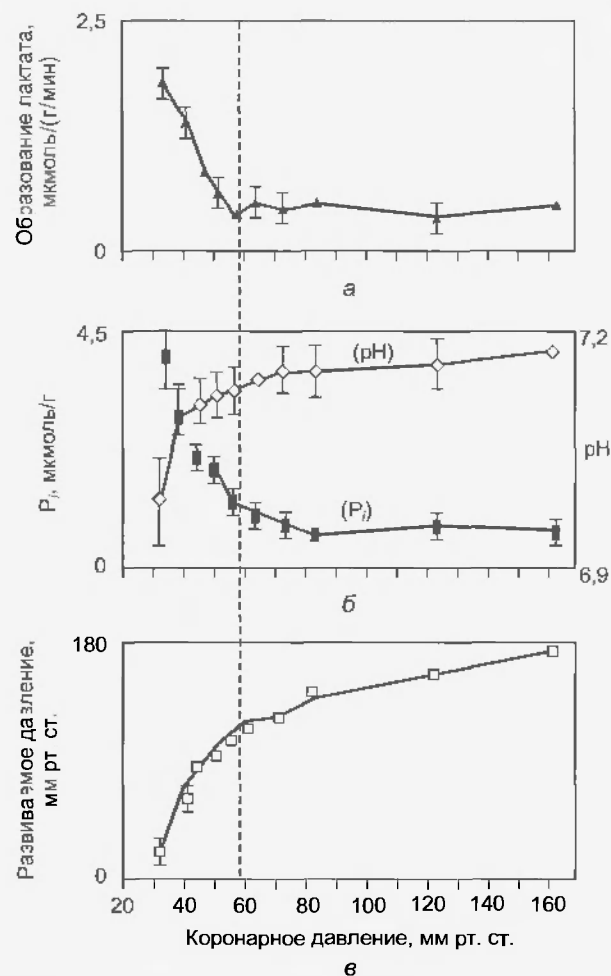 Образование лактата,
мкмоль/(г/мин)
2,5
0
а
Pi, мкмоль/г
4,5
0
(pH)
(Pi)
7,2
pH
6,9
б
Развиваемое давление,
мм рт. ст.
180
0
20 40 60 80 100 120 140 160
Коронарное давление, мм рт. ст.
в